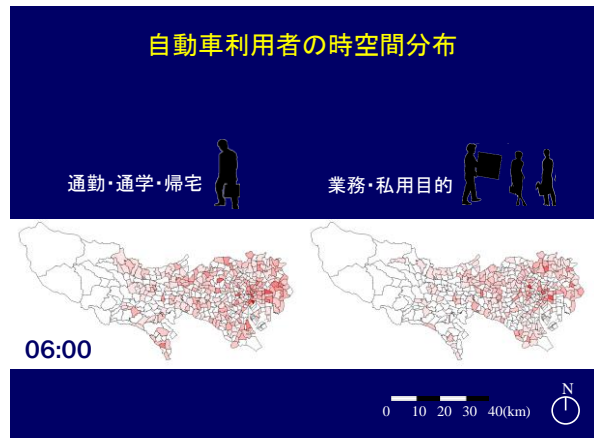 自動車利用者の時空間分布
通勤・通学・帰宅
業務・私用目的
06:00
N
0 10 20 30 40(km)